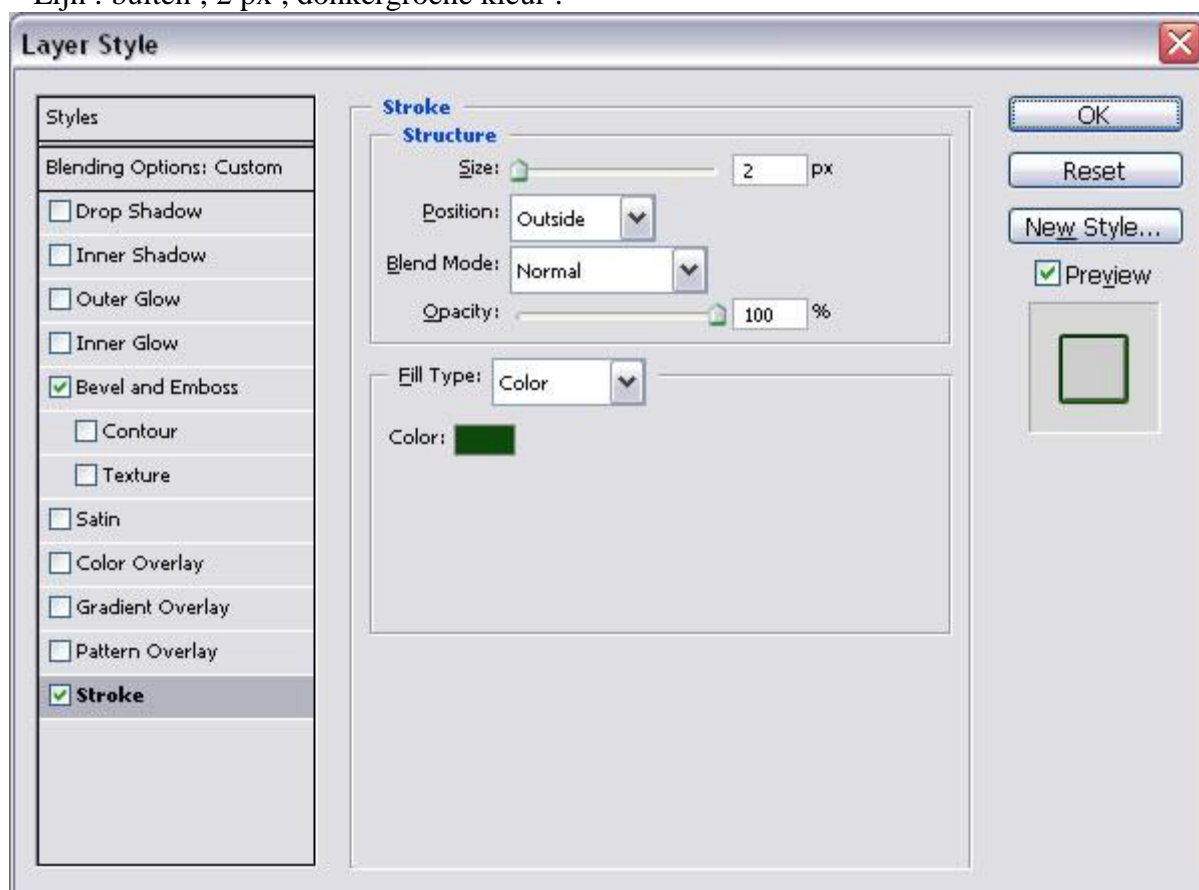 Lijn : buiten ; 2 px ; donkergroene kleur .
Layer Style
Styles
Blending Options: Custom
Drop Shadow
Inner Shadow
Outer Glow
Inner Glow
Bevel and Emboss
Contour
Texture
Satin
Color Overlay
Gradient Overlay
Pattern Overlay
Stroke
Stroke
Structure
Size: 2 px
Position: Outside
Blend Mode: Normal
Opacity: 100 %
Fill Type: Color
Color:
OK
Reset
New Style...
Preview